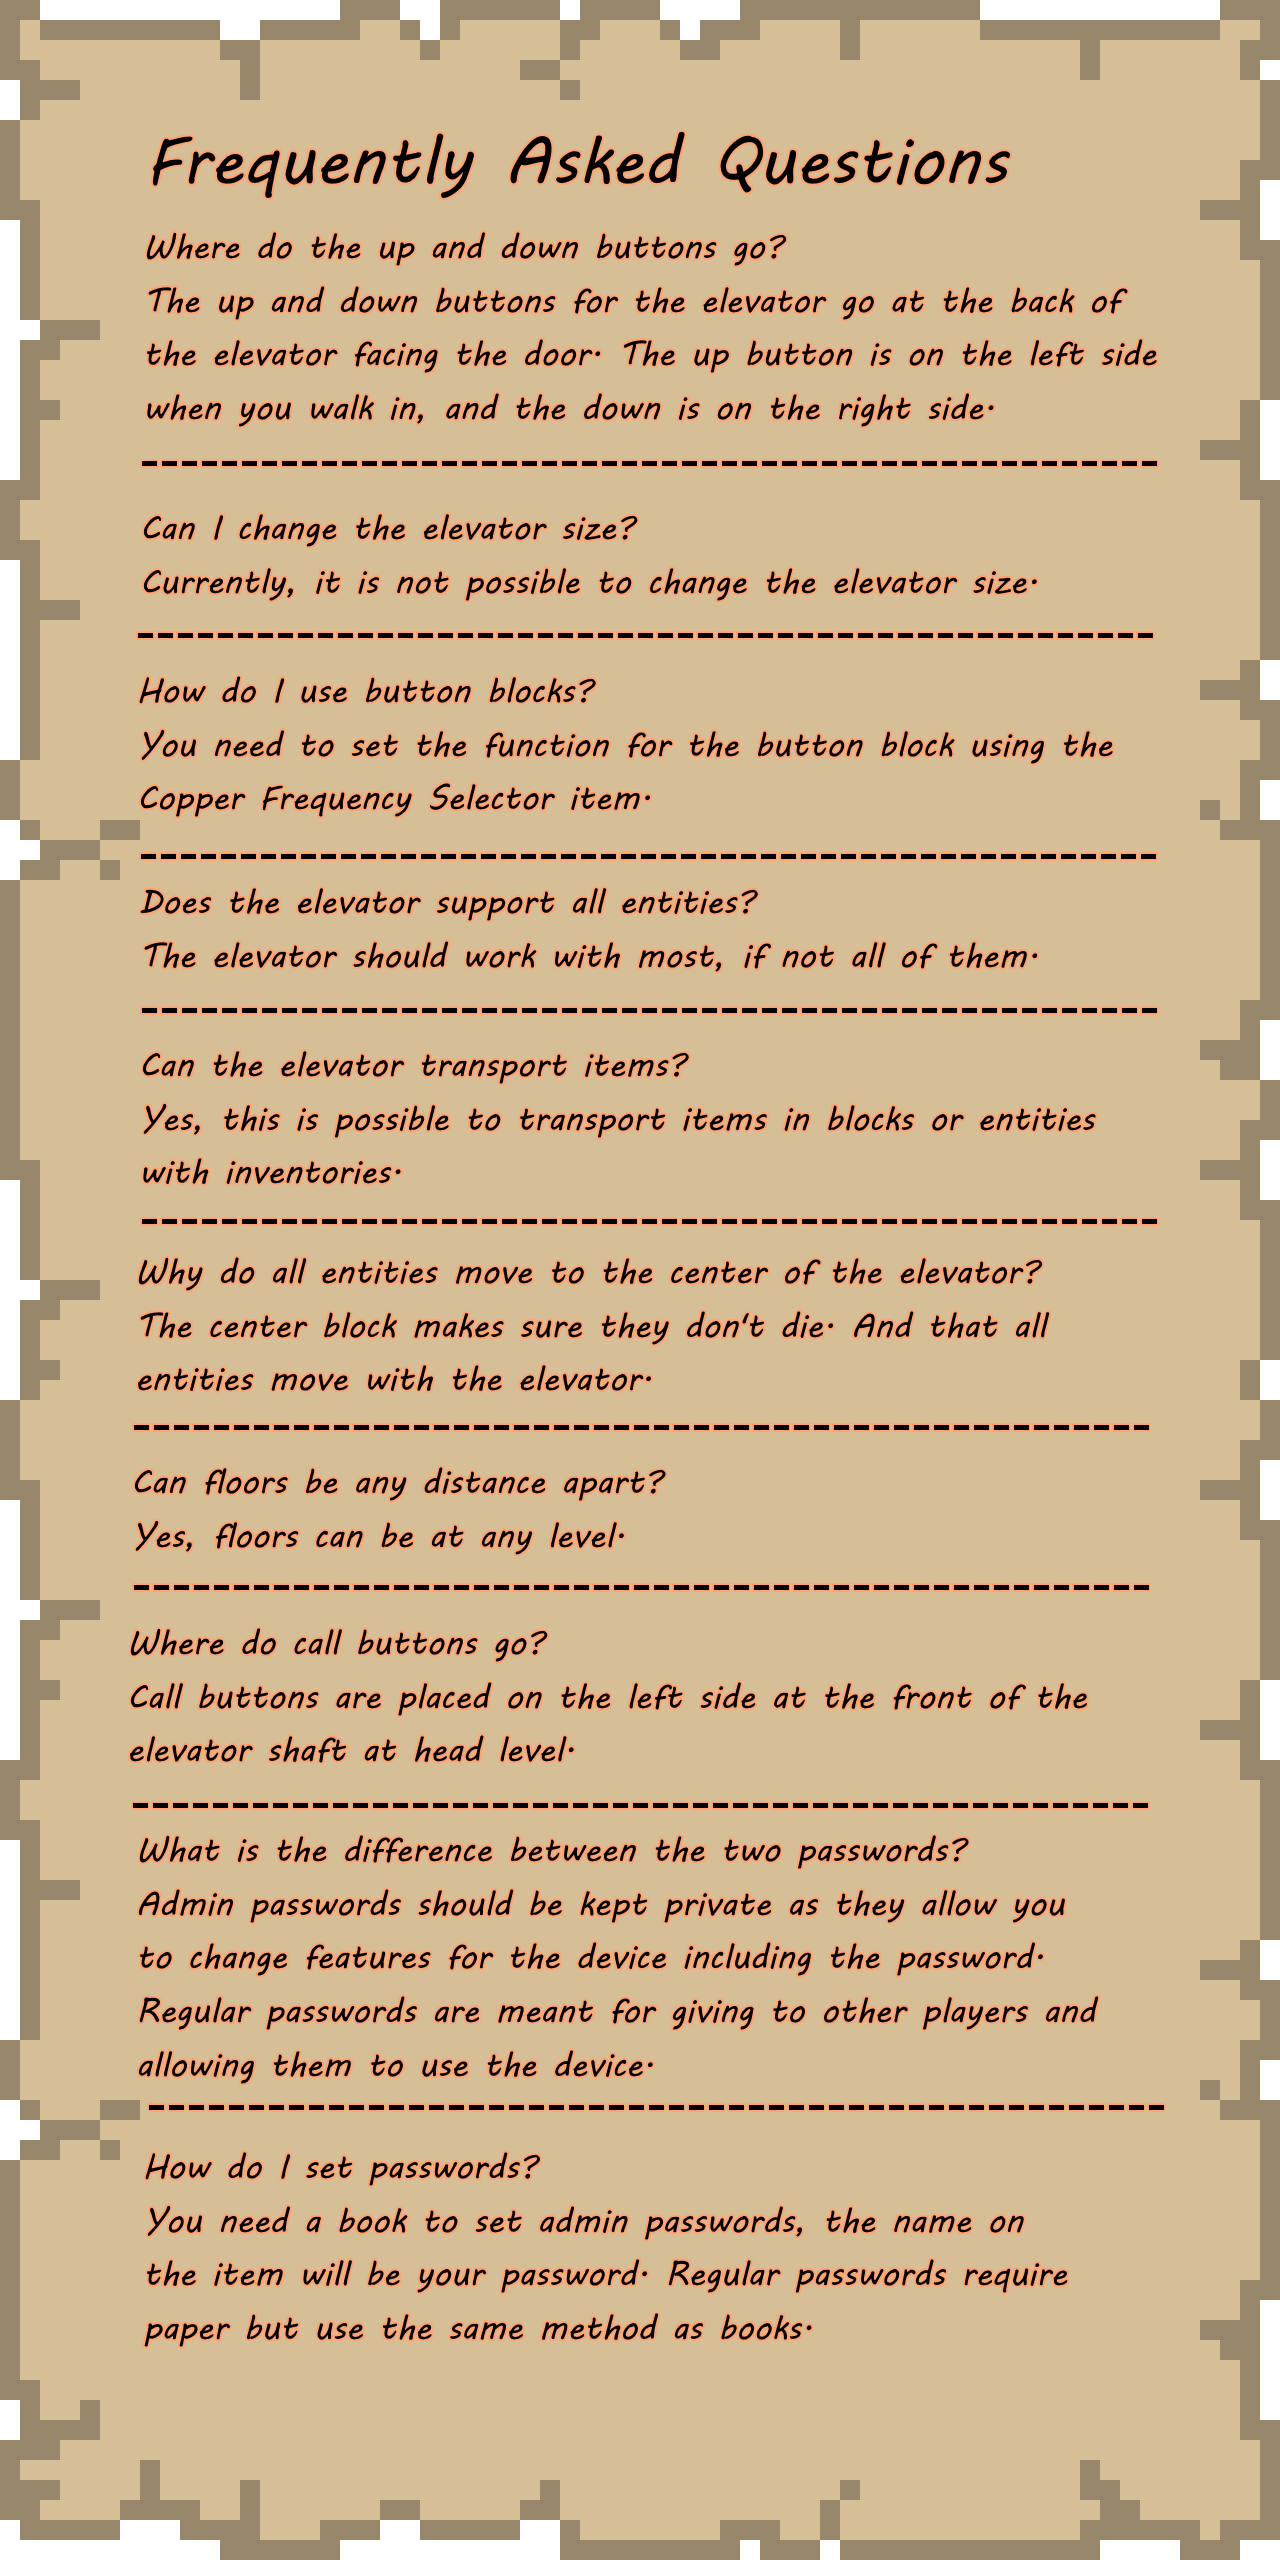 Frequently Asked Questions
Where do the up and down buttons go?
The up and down buttons for the elevator go at the back of
the elevator facing the door. The up button is on the left side
when you walk in, and the down is on the right side.
Can I change the elevator size?
Currently, it is not possible to change the elevator size.
How do I use button blocks?
You need to set the function for the button block using the
Copper Frequency Selector item.
Does the elevator support all entities?
The elevator should work with most, if not all of them.
Can the elevator transport items?
Yes, this is possible to transport items in blocks or entities
with inventories.
Why do all entities move to the center of the elevator?
The center block makes sure they don't die. And that all
entities move with the elevator.
Can floors be any distance apart?
Yes, floors can be at any level.
Where do call buttons go?
Call buttons are placed on the left side at the front of the
elevator shaft at head level.
What is the difference between the two passwords?
Admin passwords should be kept private as they allow you
to change features for the device including the password.
Regular passwords are meant for giving to other players and
allowing them to use the device.
How do I set passwords?
You need a book to set admin passwords, the name on
the item will be your password. Regular passwords require
paper but use the same method as books.